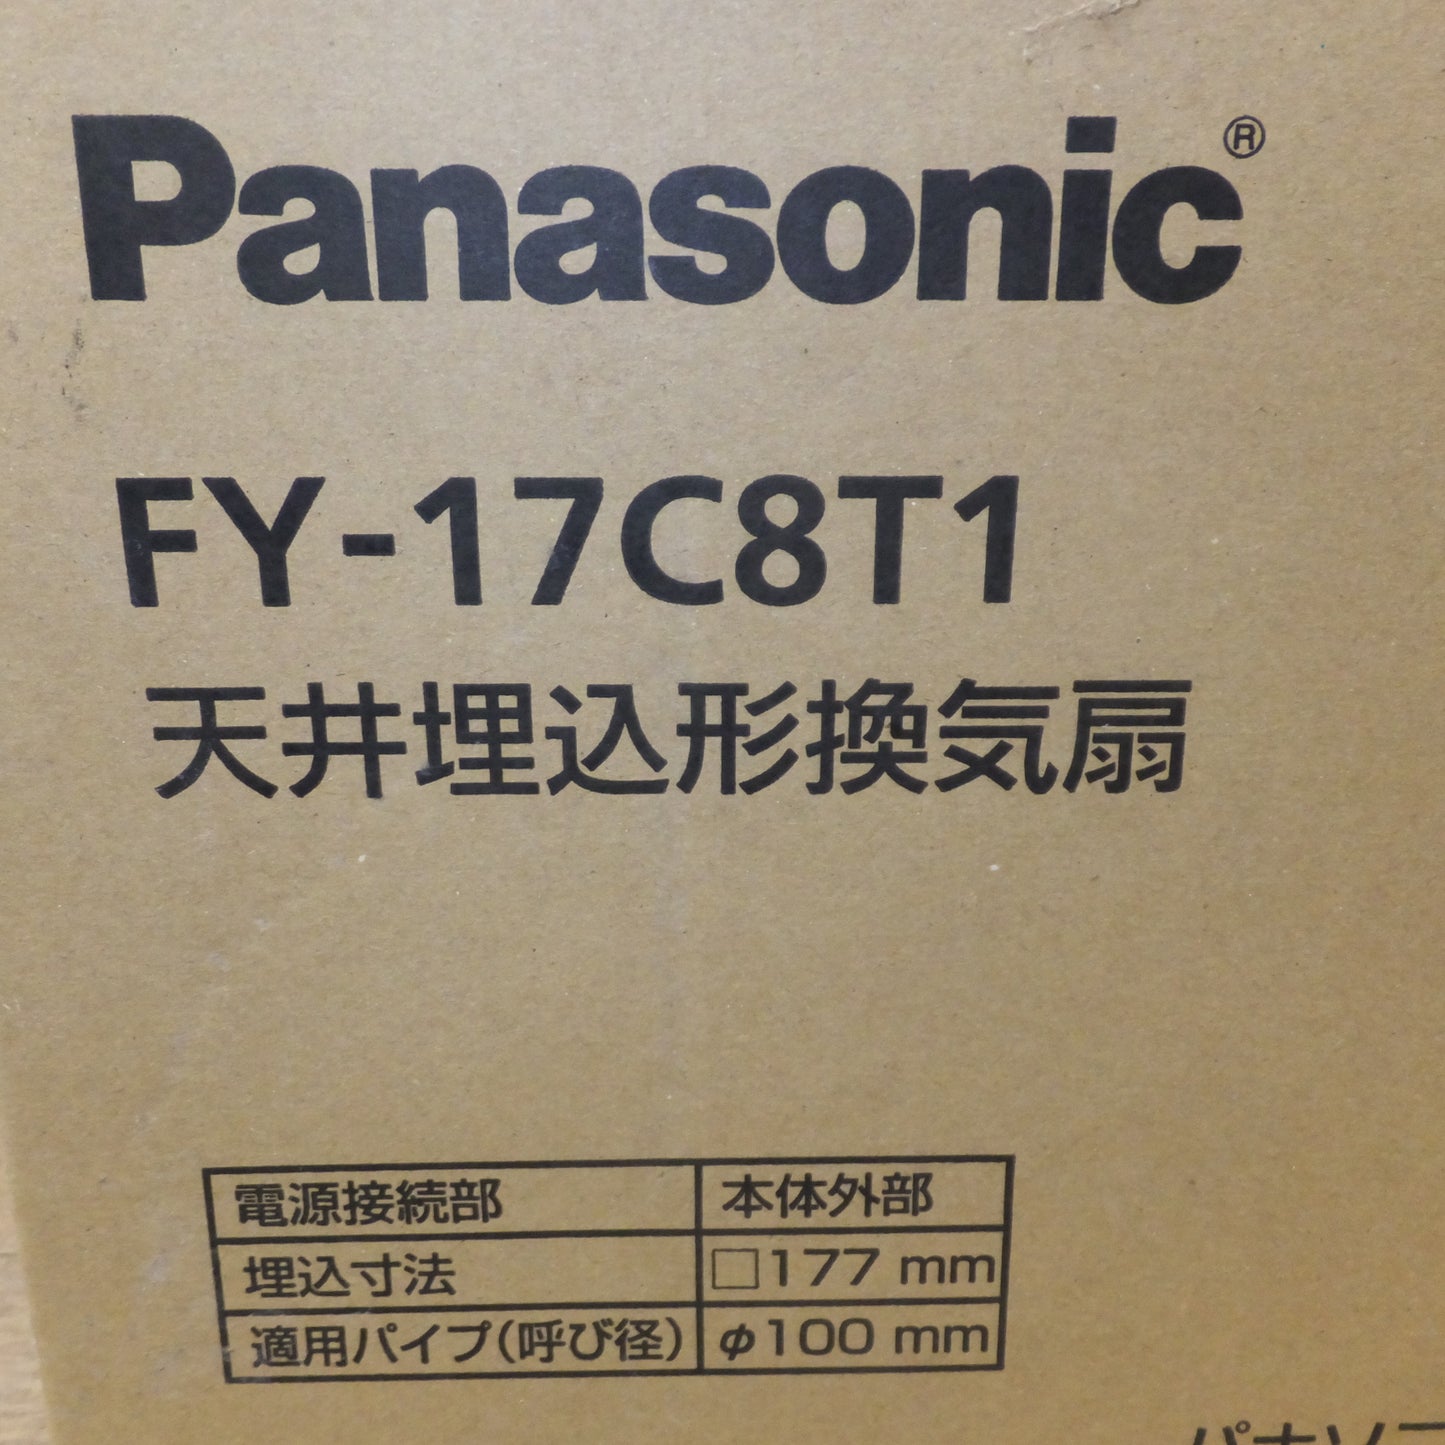 Panasonic®
FY-17C8T1
天井埋込形換気扇
電源接続部 本体外部
埋込寸法 □177 mm
適用パイプ(呼び径) φ100 mm